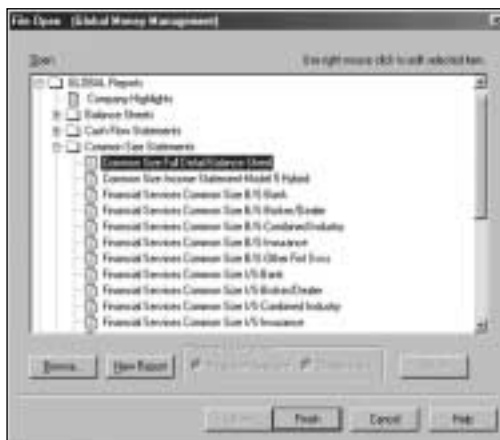 File Open (Global Money Management)
Open:
Use right mouse click to edit selected item.
GLOBAL Reports
Company Highlights
Balance Sheets
Cash Flow Statements
Common Size Statements
Common Size Full Detail Balance Sheet
Common Size Income Statement-Model 9 Hybrid
Financial Services Common Size B/S-Bank
Financial Services Common Size B/S-Broker/Dealer
Financial Services Common Size B/S-Combined Industry
Financial Services Common Size B/S-Insurance
Financial Services Common Size B/S-Other Fin'l Svcs
Financial Services Common Size I/S-Bank
Financial Services Common Size I/S-Broker/Dealer
Financial Services Common Size I/S-Combined Industry
Financial Services Common Size I/S-Insurance
Browse... New Report
Finish Cancel Help